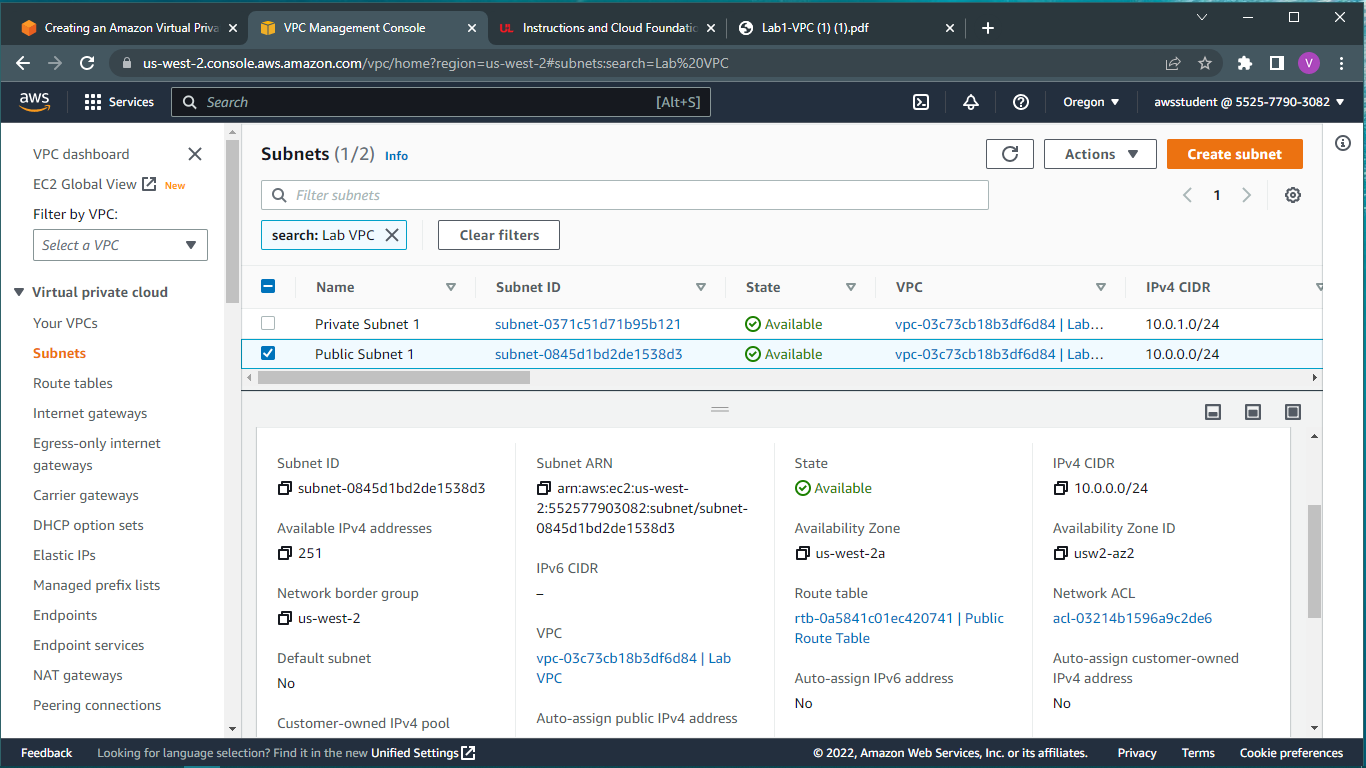 Creating an Amazon Virtual Priva
VPC Management Console
UL Instructions and Cloud Foundatio
Lab1-VPC (1) (1).pdf
us-west-2.console.aws.amazon.com/vpc/home?region=us-west-2#subnets:search=Lab%20VPC
V
aws
Services
Search
[Alt+S]
Oregon
awsstudent @ 5525-7790-3082
VPC dashboard
EC2 Global View New
Filter by VPC:
Select a VPC
Virtual private cloud
Your VPCs
Subnets
Route tables
Internet gateways
Egress-only internet
gateways
Carrier gateways
DHCP option sets
Elastic IPs
Managed prefix lists
Endpoints
Endpoint services
NAT gateways
Peering connections
Subnets (1/2) Info
Actions
Create subnet
Filter subnets
1
search: Lab VPC
Clear filters
Name Subnet ID State VPC IPv4 CIDR
Private Subnet 1 subnet-0371c51d71b95b121 Available vpc-03c73cb18b3df6d84 | Lab… 10.0.1.0/24
Public Subnet 1 subnet-0845d1bd2de1538d3 Available vpc-03c73cb18b3df6d84 | Lab… 10.0.0.0/24
Subnet ID
subnet-0845d1bd2de1538d3
Available IPv4 addresses
251
Network border group
us-west-2
Default subnet
No
Customer-owned IPv4 pool
Subnet ARN
arn:aws:ec2:us-west-
2:552577903082:subnet/subnet-
0845d1bd2de1538d3
IPv6 CIDR
–
VPC
vpc-03c73cb18b3df6d84 | Lab
VPC
Auto-assign public IPv4 address
State
Available
Availability Zone
us-west-2a
Route table
rtb-0a5841c01ec420741 | Public
Route Table
Auto-assign IPv6 address
No
IPv4 CIDR
10.0.0.0/24
Availability Zone ID
usw2-az2
Network ACL
acl-03214b1596a9c2de6
Auto-assign customer-owned
IPv4 address
No
Feedback
Looking for language selection? Find it in the new Unified Settings
© 2022, Amazon Web Services, Inc. or its affiliates.
Privacy
Terms
Cookie preferences